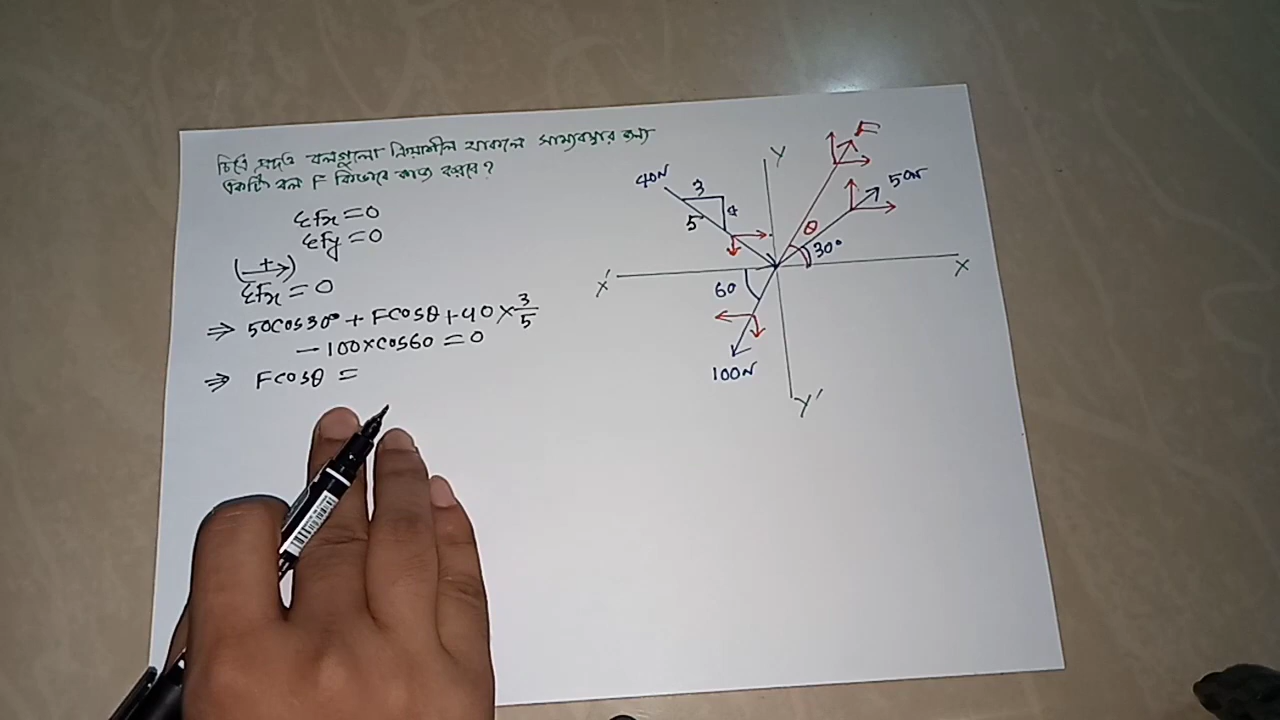 চিত্রে প্রদত্ত বলগুলো ক্রিয়াশীল থাকলে সাম্যবস্থার জন্য
একটি বল F কিভাবে কাজ করবে?
ΣFx = 0
ΣFy = 0
(+→)
ΣFx = 0
⇒ 50cos30° + Fcosθ + 40 × 3/5
− 100×cos60 = 0
⇒ Fcosθ =
Y
F
40N
3
4
5
50N
θ
30°
X'
X
60
100N
Y'